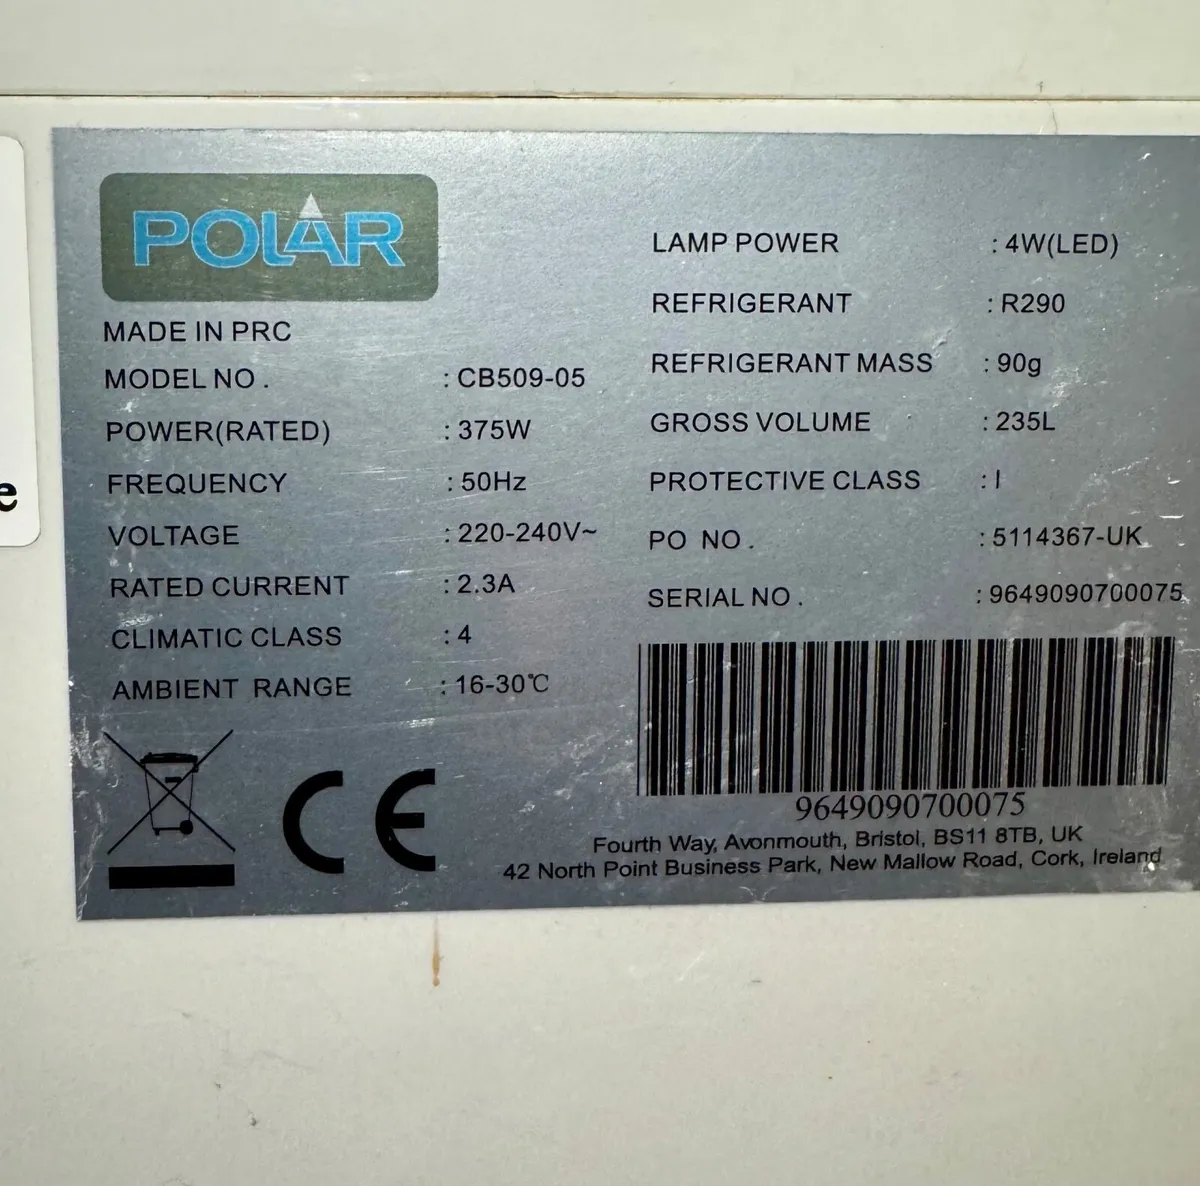 POLAR
MADE IN PRC
MODEL NO. : CB509-05
POWER(RATED) : 375W
FREQUENCY : 50Hz
VOLTAGE : 220-240V~
RATED CURRENT : 2.3A
CLIMATIC CLASS : 4
AMBIENT RANGE : 16-30℃
CE
LAMP POWER : 4W(LED)
REFRIGERANT : R290
REFRIGERANT MASS : 90g
GROSS VOLUME : 235L
PROTECTIVE CLASS : I
PO NO. : 5114367-UK
SERIAL NO. : 9649090700075
9649090700075
Fourth Way, Avonmouth, Bristol, BS11 8TB, UK
42 North Point Business Park, New Mallow Road, Cork, Ireland
e